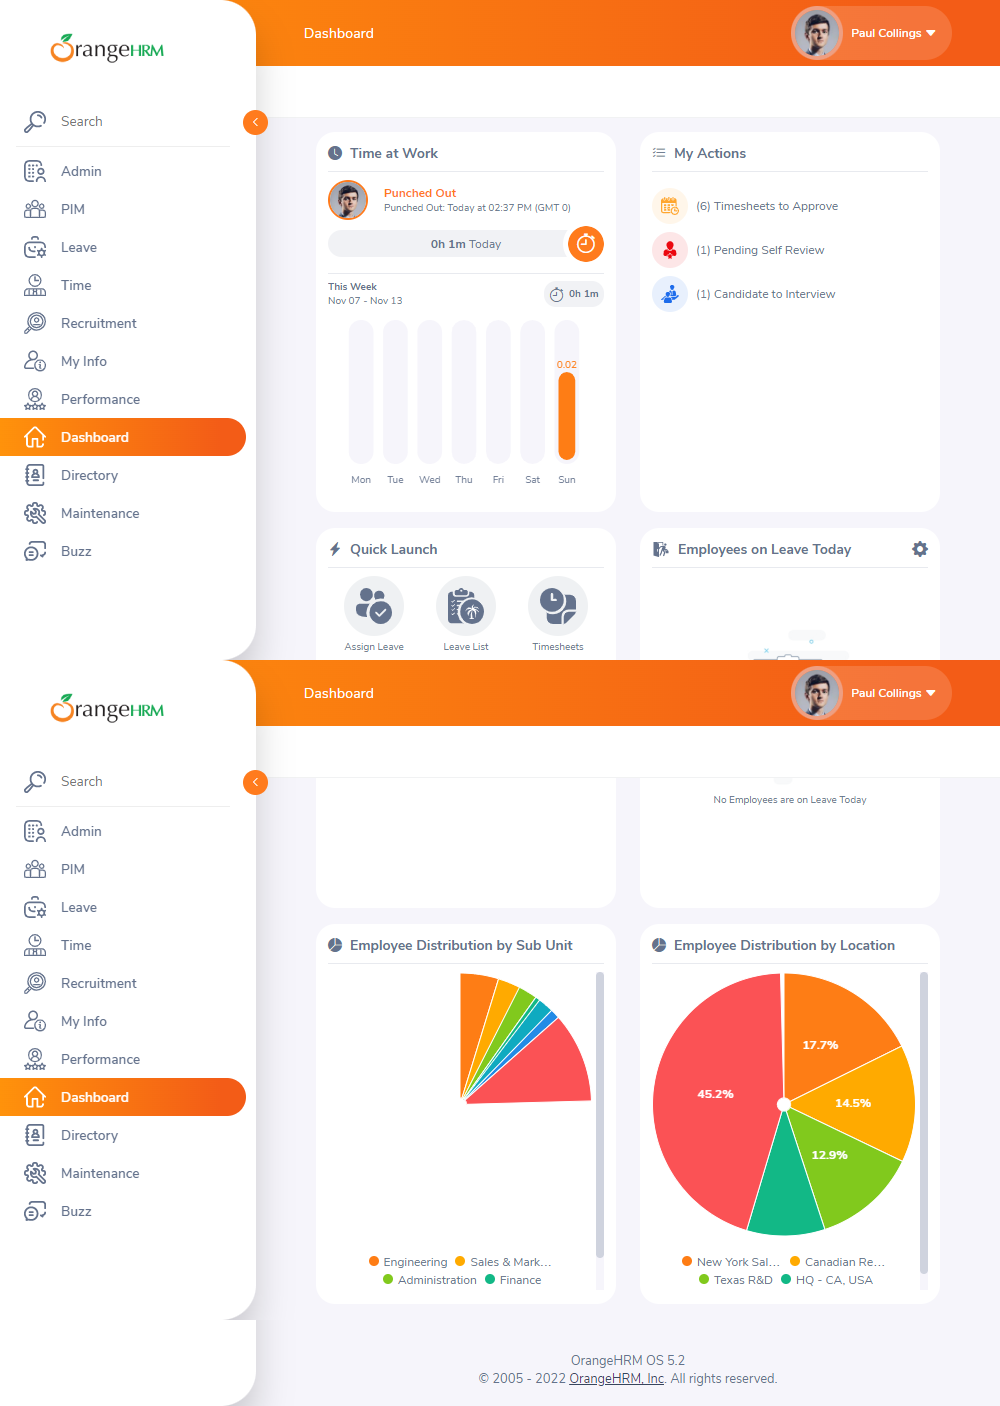 OrangeHRM
Dashboard
Paul Collings
Search
Admin
PIM
Leave
Time
Recruitment
My Info
Performance
Dashboard
Directory
Maintenance
Buzz
Time at Work
Punched Out
Punched Out: Today at 02:37 PM (GMT 0)
0h 1m Today
This Week
Nov 07 - Nov 13
0h 1m
0.02
Mon Tue Wed Thu Fri Sat Sun
My Actions
(6) Timesheets to Approve
(1) Pending Self Review
(1) Candidate to Interview
Quick Launch
Assign Leave Leave List Timesheets
Employees on Leave Today
OrangeHRM
Dashboard
Paul Collings
Search
Admin
PIM
Leave
Time
Recruitment
My Info
Performance
Dashboard
Directory
Maintenance
Buzz
No Employees are on Leave Today
Employee Distribution by Sub Unit
Engineering Sales & Mark...
Administration Finance
Employee Distribution by Location
17.7%
45.2%
14.5%
12.9%
New York Sal... Canadian Re...
Texas R&D HQ - CA, USA
OrangeHRM OS 5.2
© 2005 - 2022 OrangeHRM, Inc. All rights reserved.